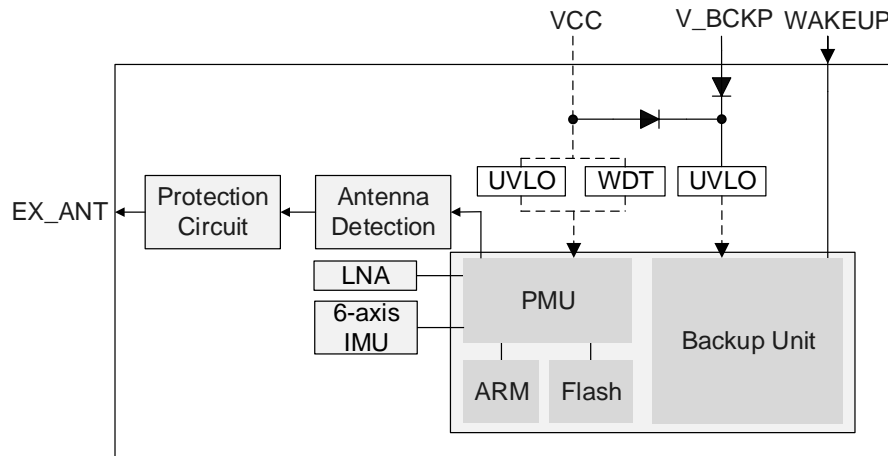 VCC
V_BCKP
WAKEUP
UVLO
WDT
UVLO
EX_ANT
Protection
Circuit
Antenna
Detection
LNA
6-axis
IMU
PMU
Backup Unit
ARM
Flash